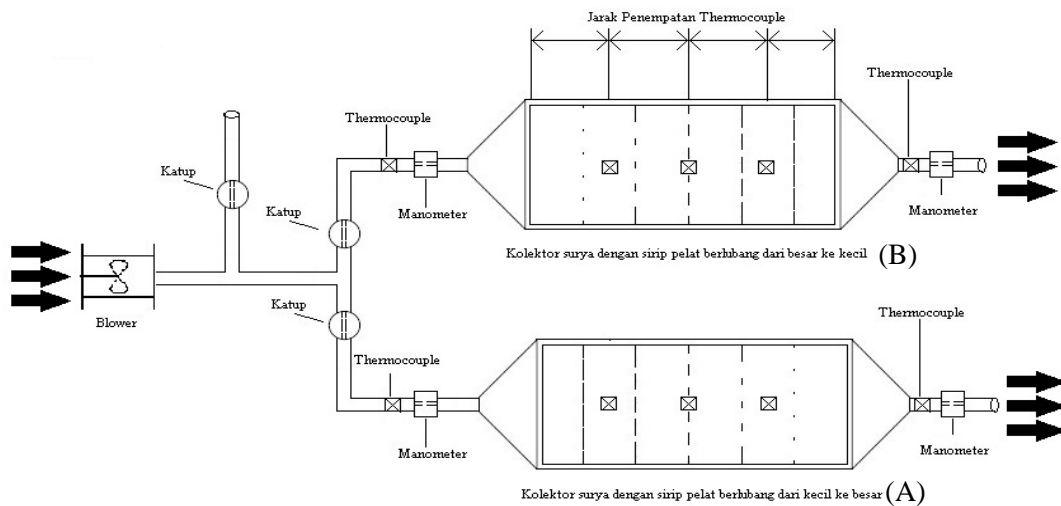 Jarak Penempatan Thermocouple
Thermocouple
Thermocouple
Katup
Katup
Manometer
Manometer
Kolektor surya dengan sirip pelat berlubang dari besar ke kecil (B)
Katup
Blower
Thermocouple
Thermocouple
Manometer
Manometer
Kolektor surya dengan sirip pelat berlubang dari kecil ke besar (A)